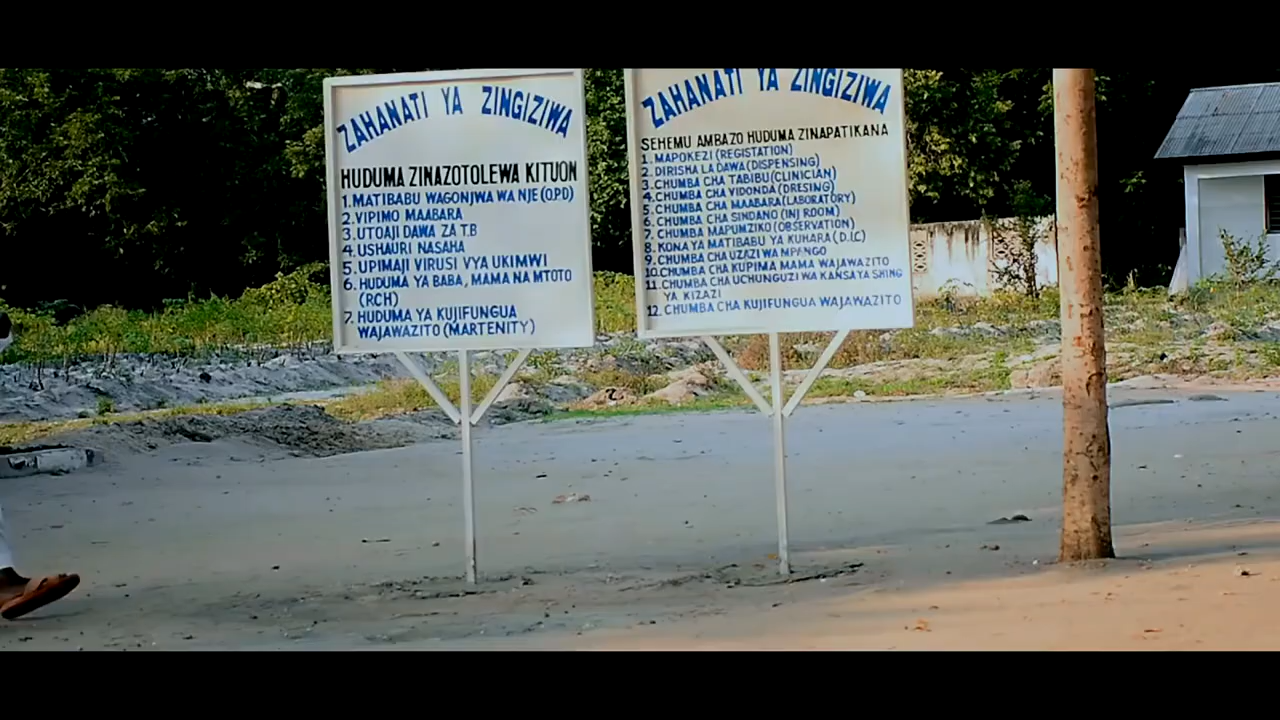 ZAHANATI YA ZINGIZIWA
HUDUMA ZINAZOTOLEWA KITUON
1. MATIBABU WAGONJWA WA NJE (OPD)
2. VIPIMO MAABARA
3. UTOAJI DAWA ZA T.B
4. USHAURI NASAHA
5. UPIMAJI VIRUSI VYA UKIMWI
6. HUDUMA YA BABA, MAMA NA MTOTO
(RCH)
7. HUDUMA YA KUJIFUNGUA
WAJAWAZITO (MARTENITY)
ZAHANATI YA ZINGIZIWA
SEHEMU AMBAZO HUDUMA ZINAPATIKANA
1. MAPOKEZI (REGISTATION)
2. DIRISHA LA DAWA (DISPENSING)
3. CHUMBA CHA TABIBU (CLINICIAN)
4. CHUMBA CHA VIDONDA (DRESING)
5. CHUMBA CHA MAABARA (LABORATORY)
6. CHUMBA CHA SINDANO (INJ ROOM)
7. CHUMBA MAPUMZIKO (OBSERVATION)
8. KONA YA MATIBABU YA KUHARA (D.T.C)
9. CHUMBA CHA UZAZI WA MPANGO
10. CHUMBA CHA KUPIMA MAMA WAJAWAZITO
11. CHUMBA CHA UCHUNGUZI WA KANSA YA SHING
YA KIZAZI
12. CHUMBA CHA KUJIFUNGUA WAJAWAZITO